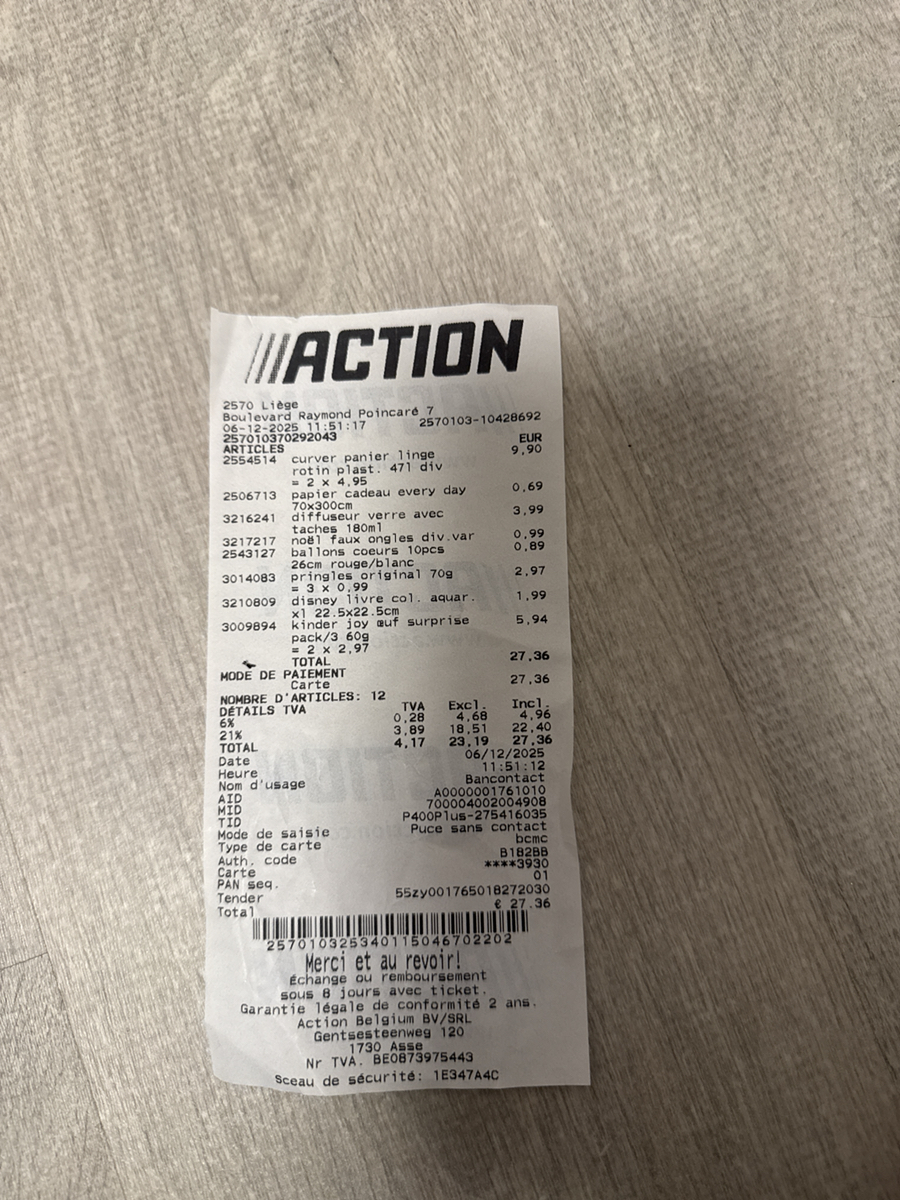 ACTION
2570 Liège
Boulevard Raymond Poincaré 7
06-12-2025 11:51:17 2570103-10428692
257010370292043 EUR
ARTICLES 9,90
2554514 curver panier linge
rotin plast. 47l div
= 2 x 4,95
2506713 papier cadeau every day 0,69
70x300cm
3216241 diffuseur verre avec 3,99
taches 180ml
3217217 noël faux ongles div.var 0,99
2543127 ballons coeurs 10pcs 0,89
26cm rouge/blanc
3014083 pringles original 70g 2,97
= 3 x 0,99
3210809 disney livre col. aquar. 1,99
x1 22.5x22.5cm
3009894 kinder joy œuf surprise 5,94
pack/3 60g
= 2 x 2,97
TOTAL 27,36
MODE DE PAIEMENT
Carte 27,36
NOMBRE D'ARTICLES: 12
DÉTAILS TVA TVA Excl. Incl.
6% 0,28 4,68 4,96
21% 3,89 18,51 22,40
TOTAL 4,17 23,19 27,36
Date 06/12/2025
Heure 11:51:12
Nom d'usage Bancontact
AID A0000001761010
MID 700004002004908
TID P400Plus-275416035
Mode de saisie Puce sans contact
Type de carte bcmc
Auth. code B182BB
Carte ****3930
PAN seq. 01
Tender 55zy001765018272030
Total € 27,36
2570103253401150467022​02
Merci et au revoir!
Échange ou remboursement
sous 8 jours avec ticket.
Garantie légale de conformité 2 ans.
Action Belgium BV/SRL
Gentsesteenweg 120
1730 Asse
Nr TVA. BE0873975443
Sceau de sécurité: 1E347A4C